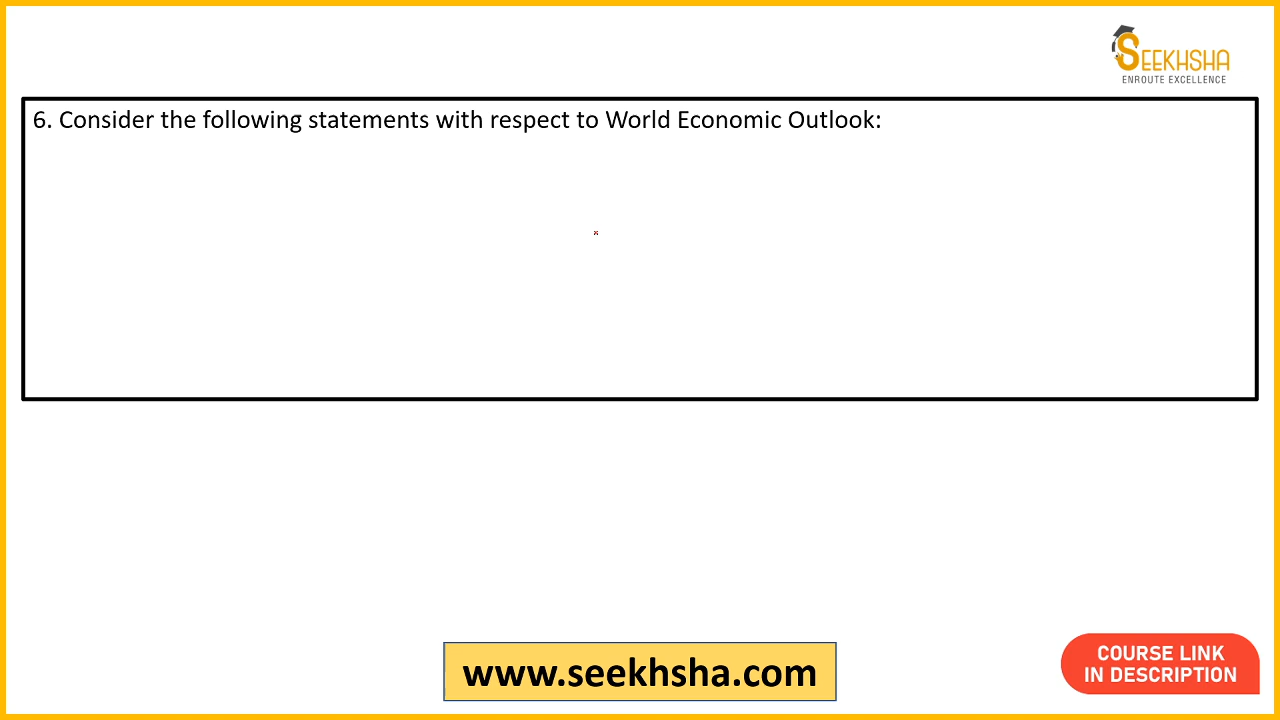 SEEKHSHA
ENROUTE EXCELLENCE
6. Consider the following statements with respect to World Economic Outlook:
www.seekhsha.com
COURSE LINK
IN DESCRIPTION